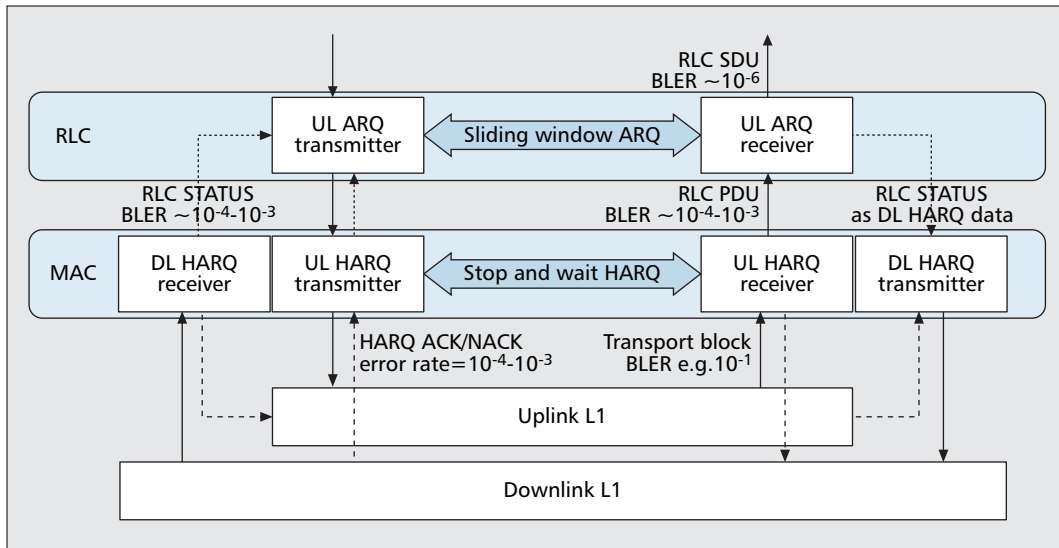 RLC SDU
BLER ~10⁻⁶
RLC
UL ARQ
transmitter
Sliding window ARQ
UL ARQ
receiver
RLC STATUS
BLER ~10⁻⁴-10⁻³
RLC PDU
BLER ~10⁻⁴-10⁻³
RLC STATUS
as DL HARQ data
MAC
DL HARQ
receiver
UL HARQ
transmitter
Stop and wait HARQ
UL HARQ
receiver
DL HARQ
transmitter
HARQ ACK/NACK
error rate=10⁻⁴-10⁻³
Transport block
BLER e.g.10⁻¹
Uplink L1
Downlink L1